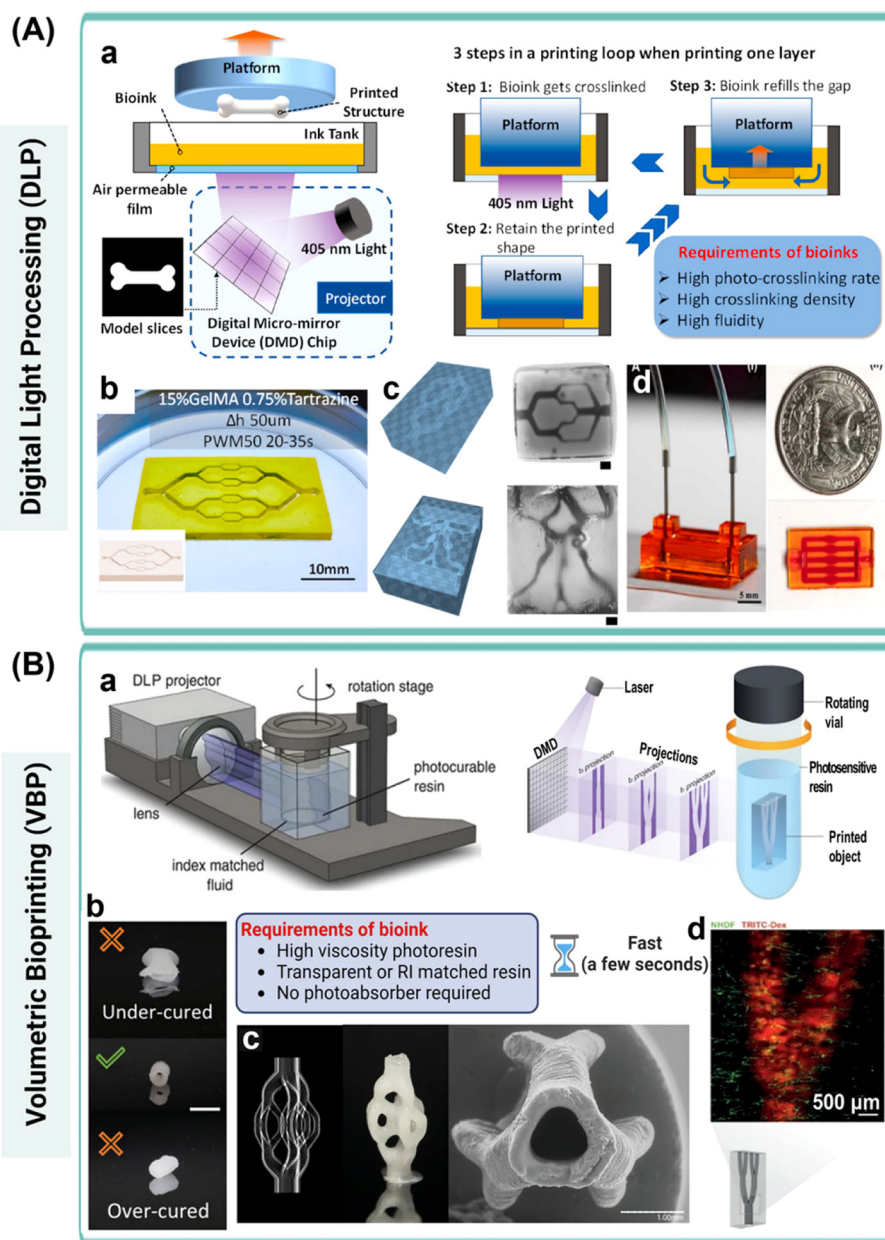 (A)
Digital Light Processing (DLP)
a
Platform
Bioink
Printed
Structure
Ink Tank
Air permeable
film
405 nm Light
Model slices
Projector
Digital Micro-mirror
Device (DMD) Chip
3 steps in a printing loop when printing one layer
Step 1: Bioink gets crosslinked
Platform
405 nm Light
Step 2: Retain the printed
shape
Platform
Step 3: Bioink refills the gap
Platform
Requirements of bioinks
➢ High photo-crosslinking rate
➢ High crosslinking density
➢ High fluidity
b
15%GelMA 0.75%Tartrazine
Δh 50um
PWM50 20-35s
10mm
c
d
A
(i)
5 mm
(ii)
(B)
Volumetric Bioprinting (VBP)
a
DLP projector
rotation stage
lens
photocurable
resin
index matched
fluid
Laser
DMD
Projections
projection
projection
projection
Rotating
vial
Photosensitive
resin
Printed
object
b
Under-cured
Over-cured
Requirements of bioink
• High viscosity photoresin
• Transparent or RI matched resin
• No photoabsorber required
Fast
(a few seconds)
c
1.00mm
d
NHDF TRITC-Dex
500 µm